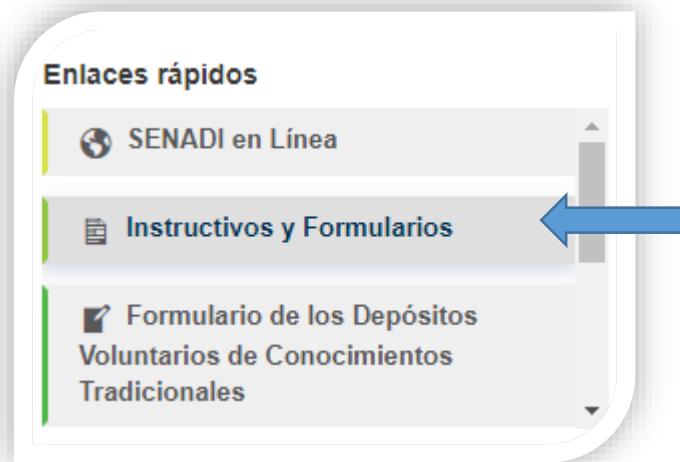 Enlaces rápidos
SENADI en Línea
Instructivos y Formularios
Formulario de los Depósitos
Voluntarios de Conocimientos
Tradicionales